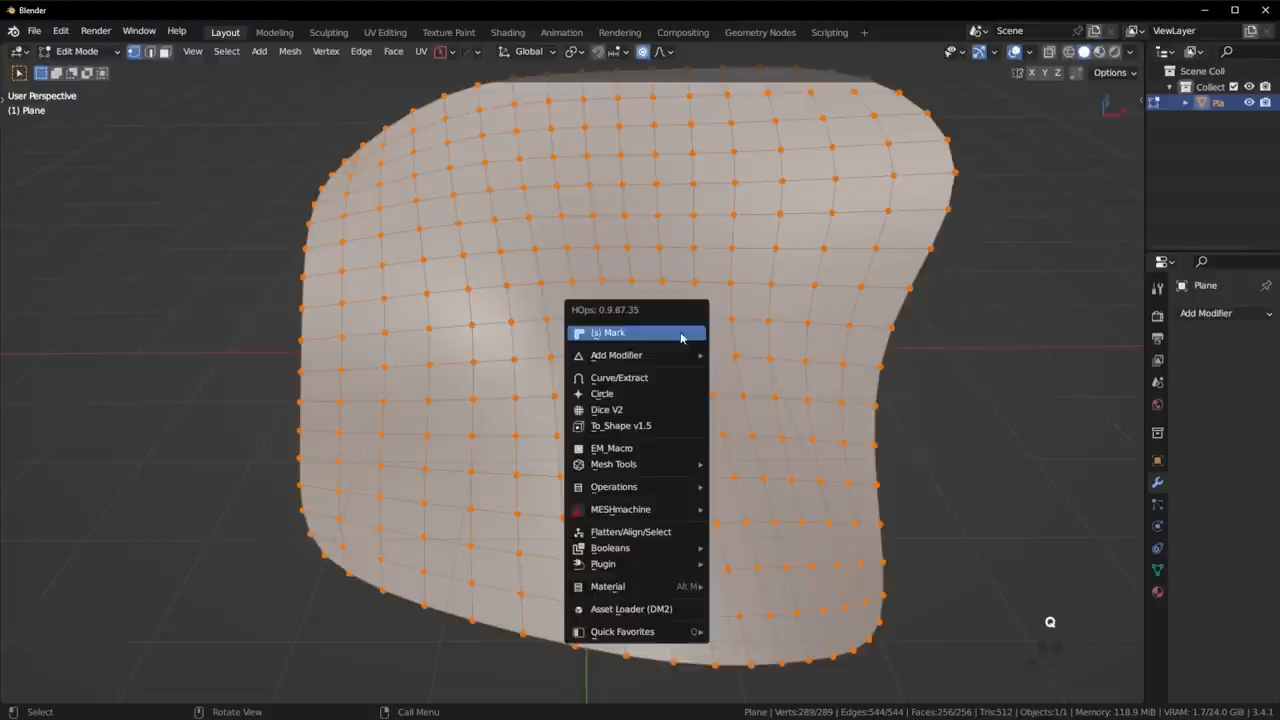 Blender
File Edit Render Window Help Layout Modeling Sculpting UV Editing Texture Paint Shading Animation Rendering Compositing Geometry Nodes Scripting + Scene ViewLayer
Edit Mode View Select Add Mesh Vertex Edge Face UV Global
X Y Z Options
User Perspective
(1) Plane
Scene Coll
Collect
Pla
Plane
Add Modifier
HOps: 0.9.87.35
(s) Mark
Add Modifier
Curve/Extract
Circle
Dice V2
To_Shape v1.5
EM_Macro
Mesh Tools
Operations
MESHmachine
Flatten/Align/Select
Booleans
Plugin
Material Alt M
Asset Loader (DM2)
Quick Favorites Q
Q
Select Rotate View Call Menu Plane | Verts:289/289 | Edges:544/544 | Faces:256/256 | Tris:512 | Objects:1/1 | Memory: 118.9 MiB | VRAM: 1.7/24.0 GiB | 3.4.1